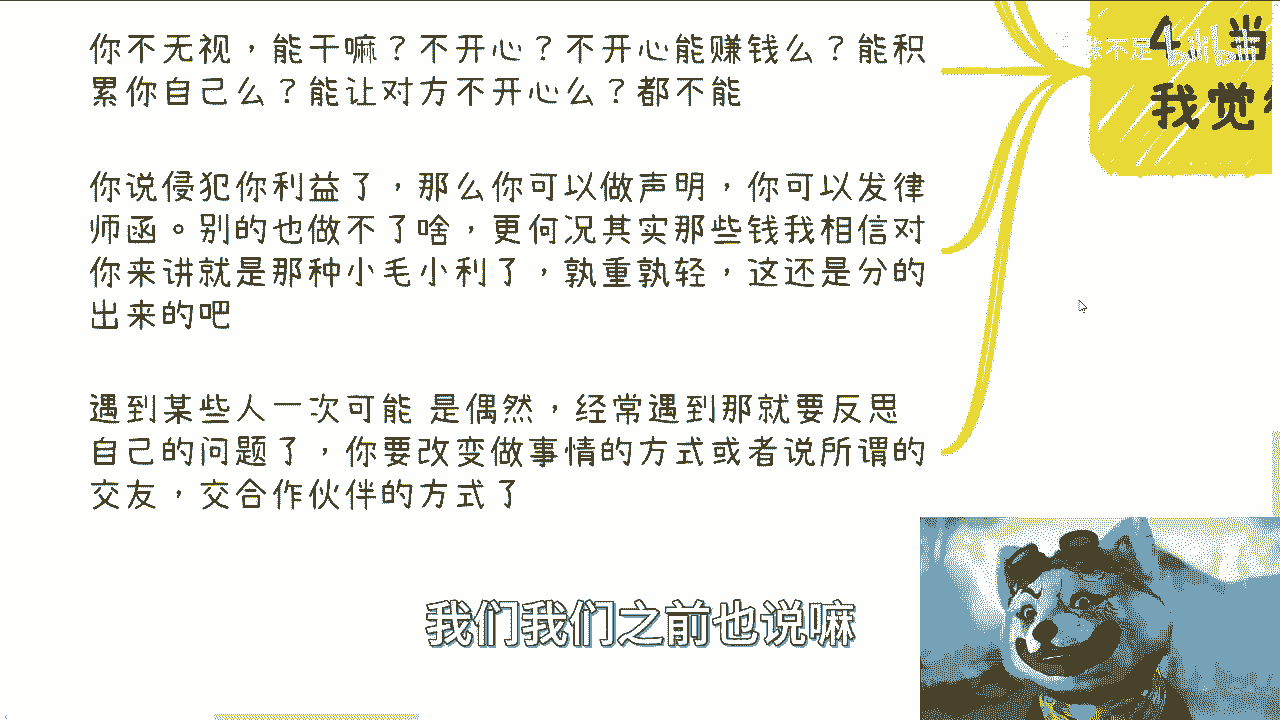 你不无视，能干嘛？不开心？不开心能赚钱么？能积
累你自己么？能让对方不开心么？都不能
你说侵犯你利益了，那么你可以做声明，你可以发律
师函。别的也做不了啥，更何况其实那些钱我相信对
你来讲就是那种小毛小利了，孰重孰轻，这还是分的
出来的吧
遇到某些人一次可能 是偶然，经常遇到那就要反思
自己的问题了，你要改变做事情的方式或者说所谓的
交友，交合作伙伴的方式了
4. 当
我觉
我们我们之前也说嘛